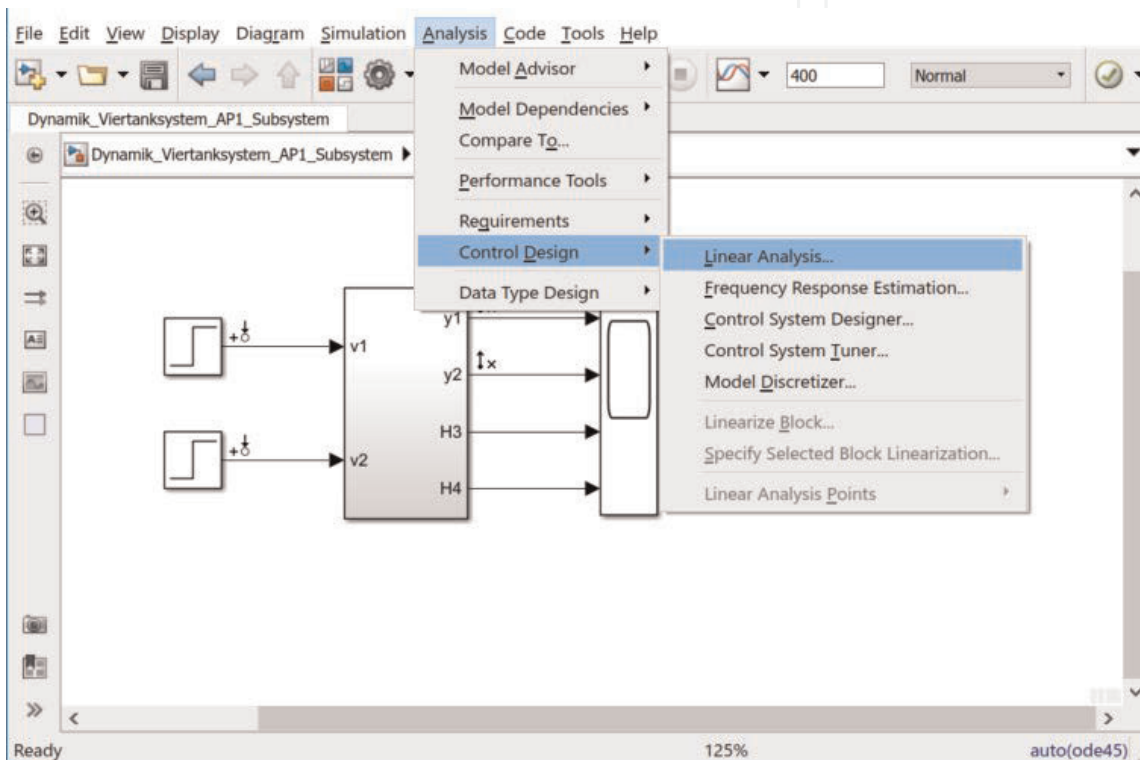 File Edit View Display Diagram Simulation Analysis Code Tools Help
400 Normal
Dynamik_Viertanksystem_AP1_Subsystem
Dynamik_Viertanksystem_AP1_Subsystem
Model Advisor
Model Dependencies
Compare To...
Performance Tools
Requirements
Control Design
Data Type Design
Linear Analysis...
Frequency Response Estimation...
Control System Designer...
Control System Tuner...
Model Discretizer...
Linearize Block...
Specify Selected Block Linearization...
Linear Analysis Points
v1
v2
y1
y2
H3
H4
Ready 125% auto(ode45)